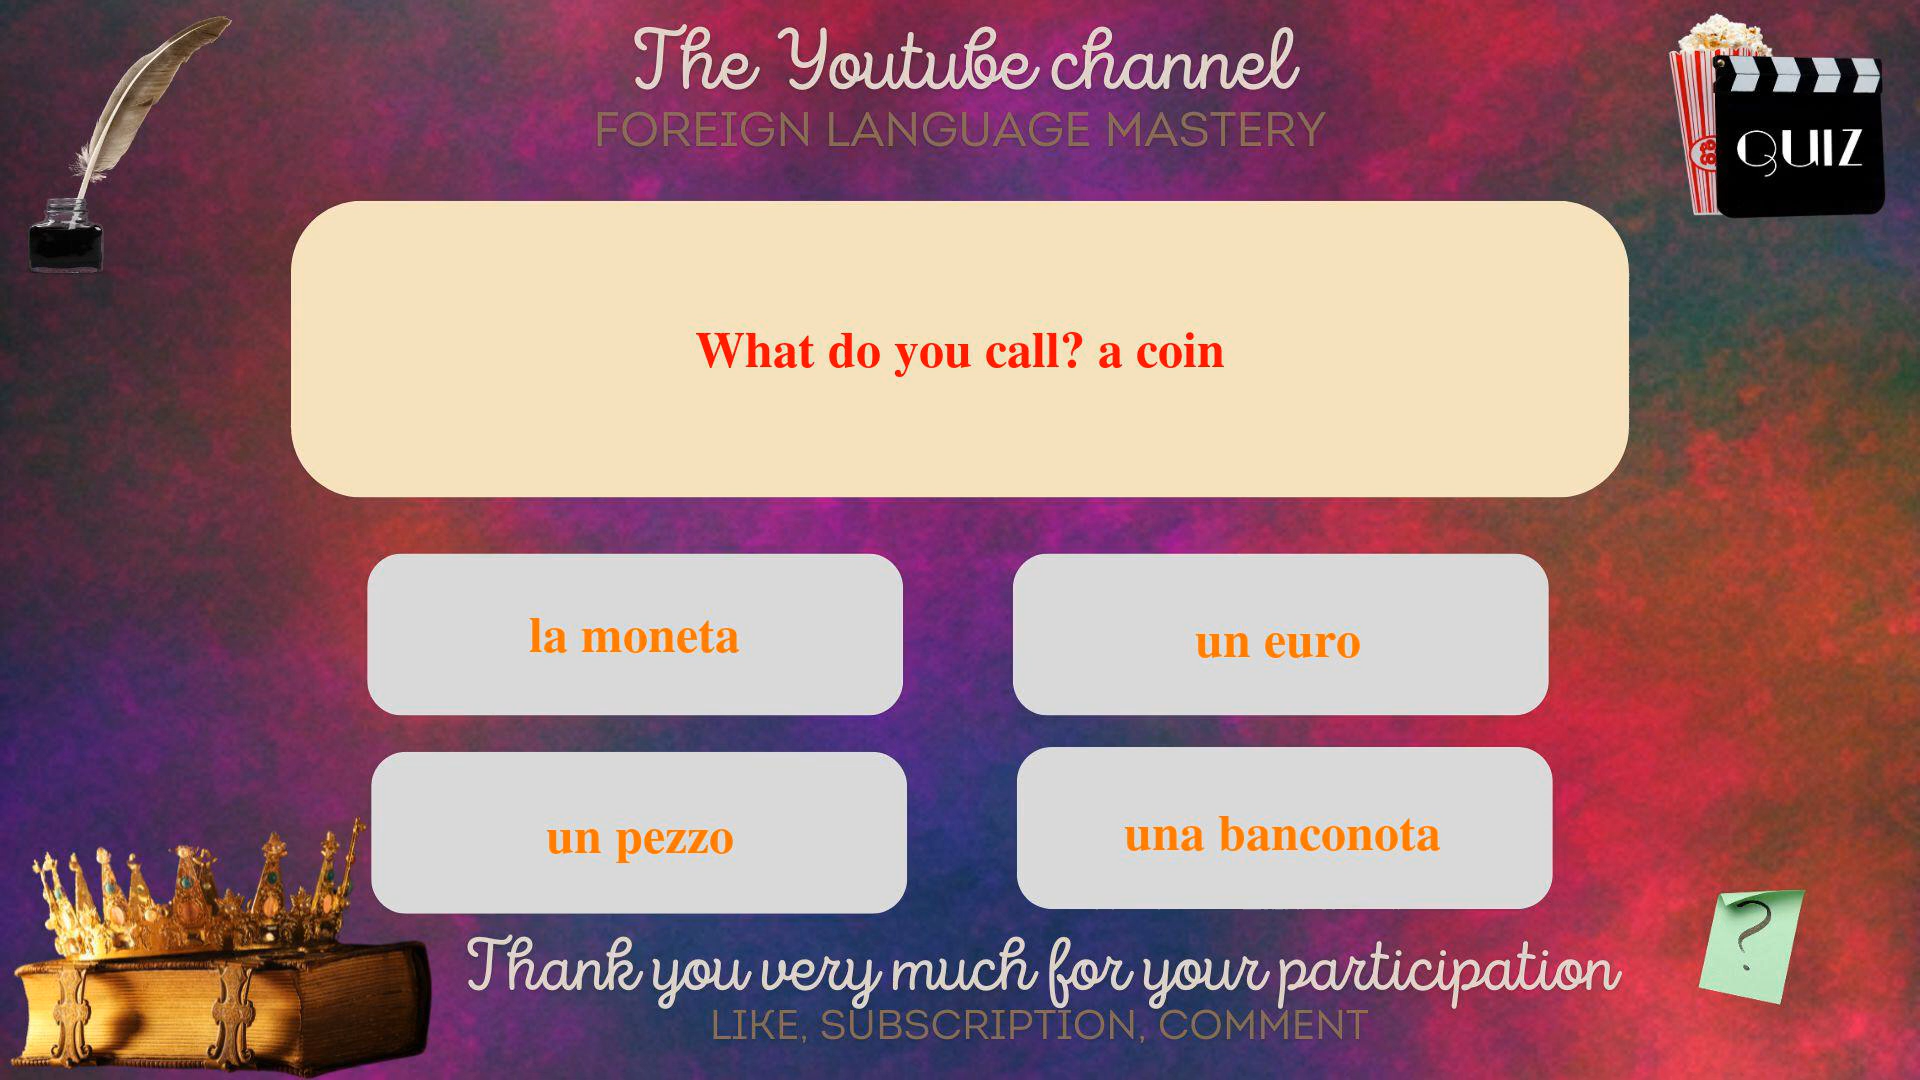 The Youtube channel
FOREIGN LANGUAGE MASTERY
QUIZ
What do you call? a coin
la moneta
un euro
un pezzo
una banconota
?
Thank you very much for your participation
LIKE, SUBSCRIPTION, COMMENT